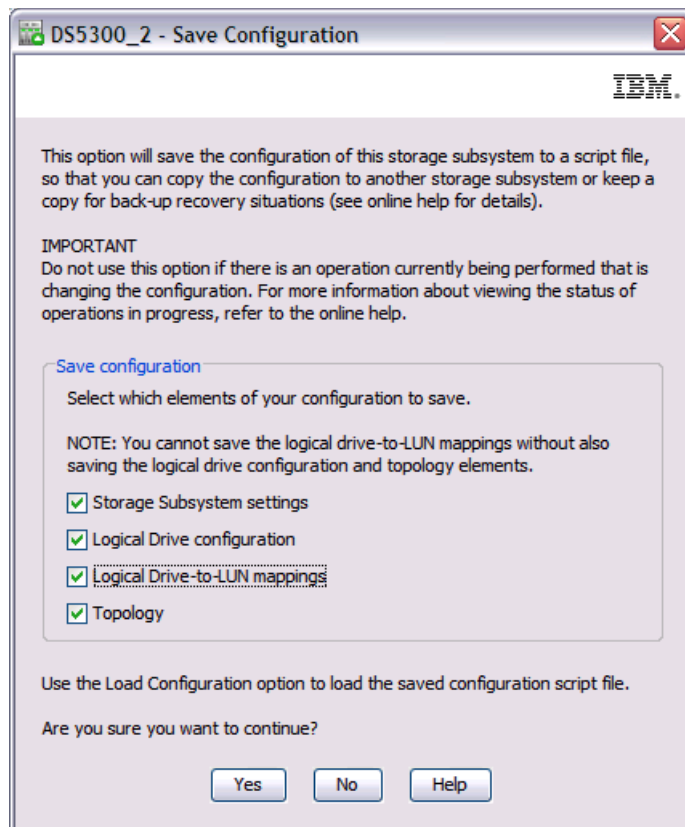 DS5300_2 - Save Configuration
IBM.
This option will save the configuration of this storage subsystem to a script file,
so that you can copy the configuration to another storage subsystem or keep a
copy for back-up recovery situations (see online help for details).
IMPORTANT
Do not use this option if there is an operation currently being performed that is
changing the configuration. For more information about viewing the status of
operations in progress, refer to the online help.
Save configuration
Select which elements of your configuration to save.
NOTE: You cannot save the logical drive-to-LUN mappings without also
saving the logical drive configuration and topology elements.
Storage Subsystem settings
Logical Drive configuration
Logical Drive-to-LUN mappings
Topology
Use the Load Configuration option to load the saved configuration script file.
Are you sure you want to continue?
Yes No Help